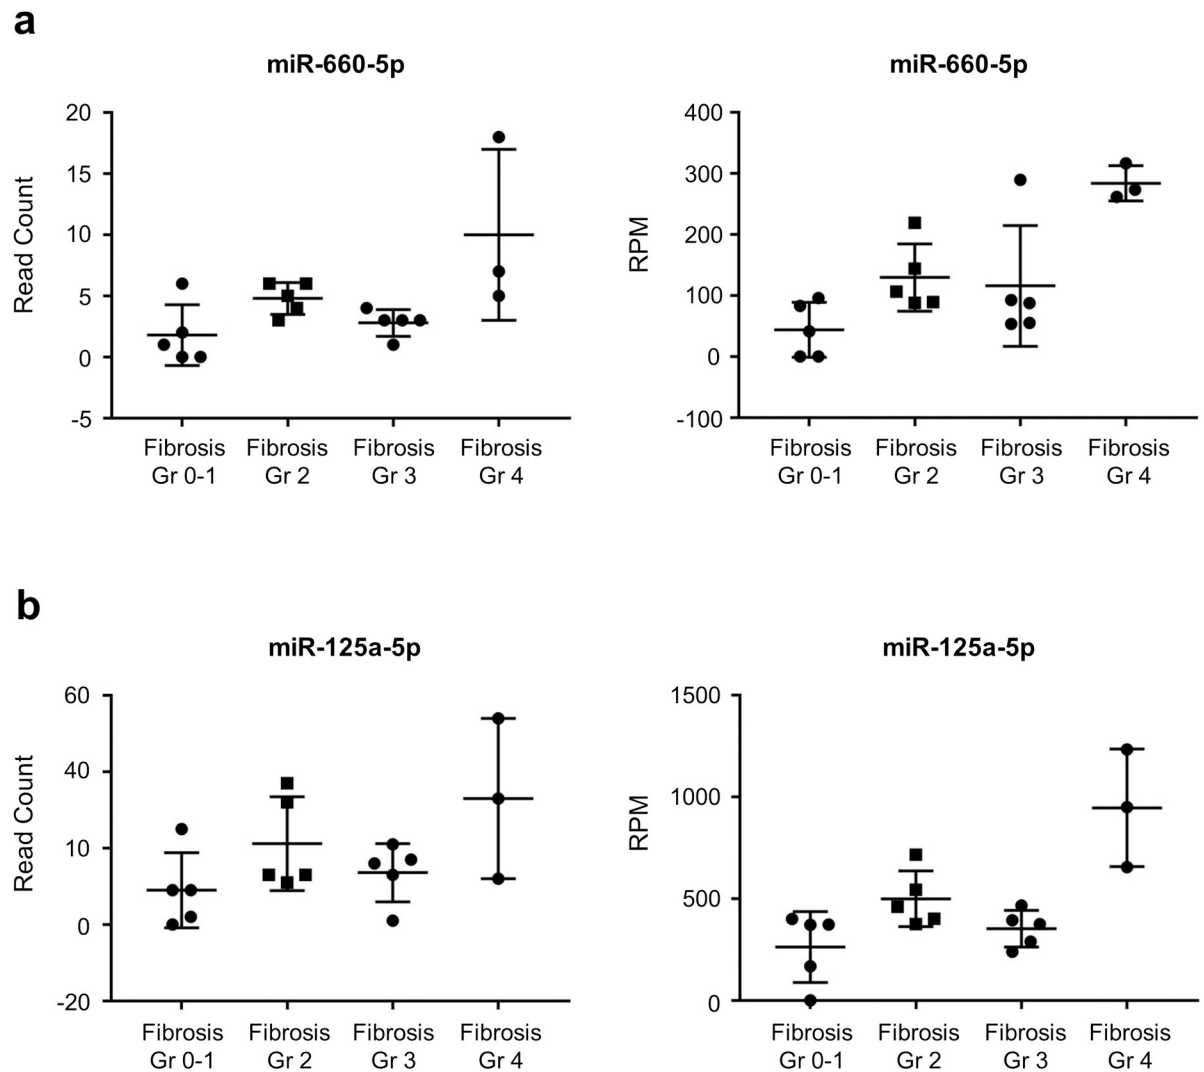 a
miR-660-5p
Read Count
20
15
10
5
0
-5
Fibrosis Fibrosis Fibrosis Fibrosis
Gr 0-1 Gr 2 Gr 3 Gr 4
miR-660-5p
RPM
400
300
200
100
0
-100
Fibrosis Fibrosis Fibrosis Fibrosis
Gr 0-1 Gr 2 Gr 3 Gr 4
b
miR-125a-5p
Read Count
60
40
10
0
-20
Fibrosis Fibrosis Fibrosis Fibrosis
Gr 0-1 Gr 2 Gr 3 Gr 4
miR-125a-5p
RPM
1500
1000
500
0
Fibrosis Fibrosis Fibrosis Fibrosis
Gr 0-1 Gr 2 Gr 3 Gr 4